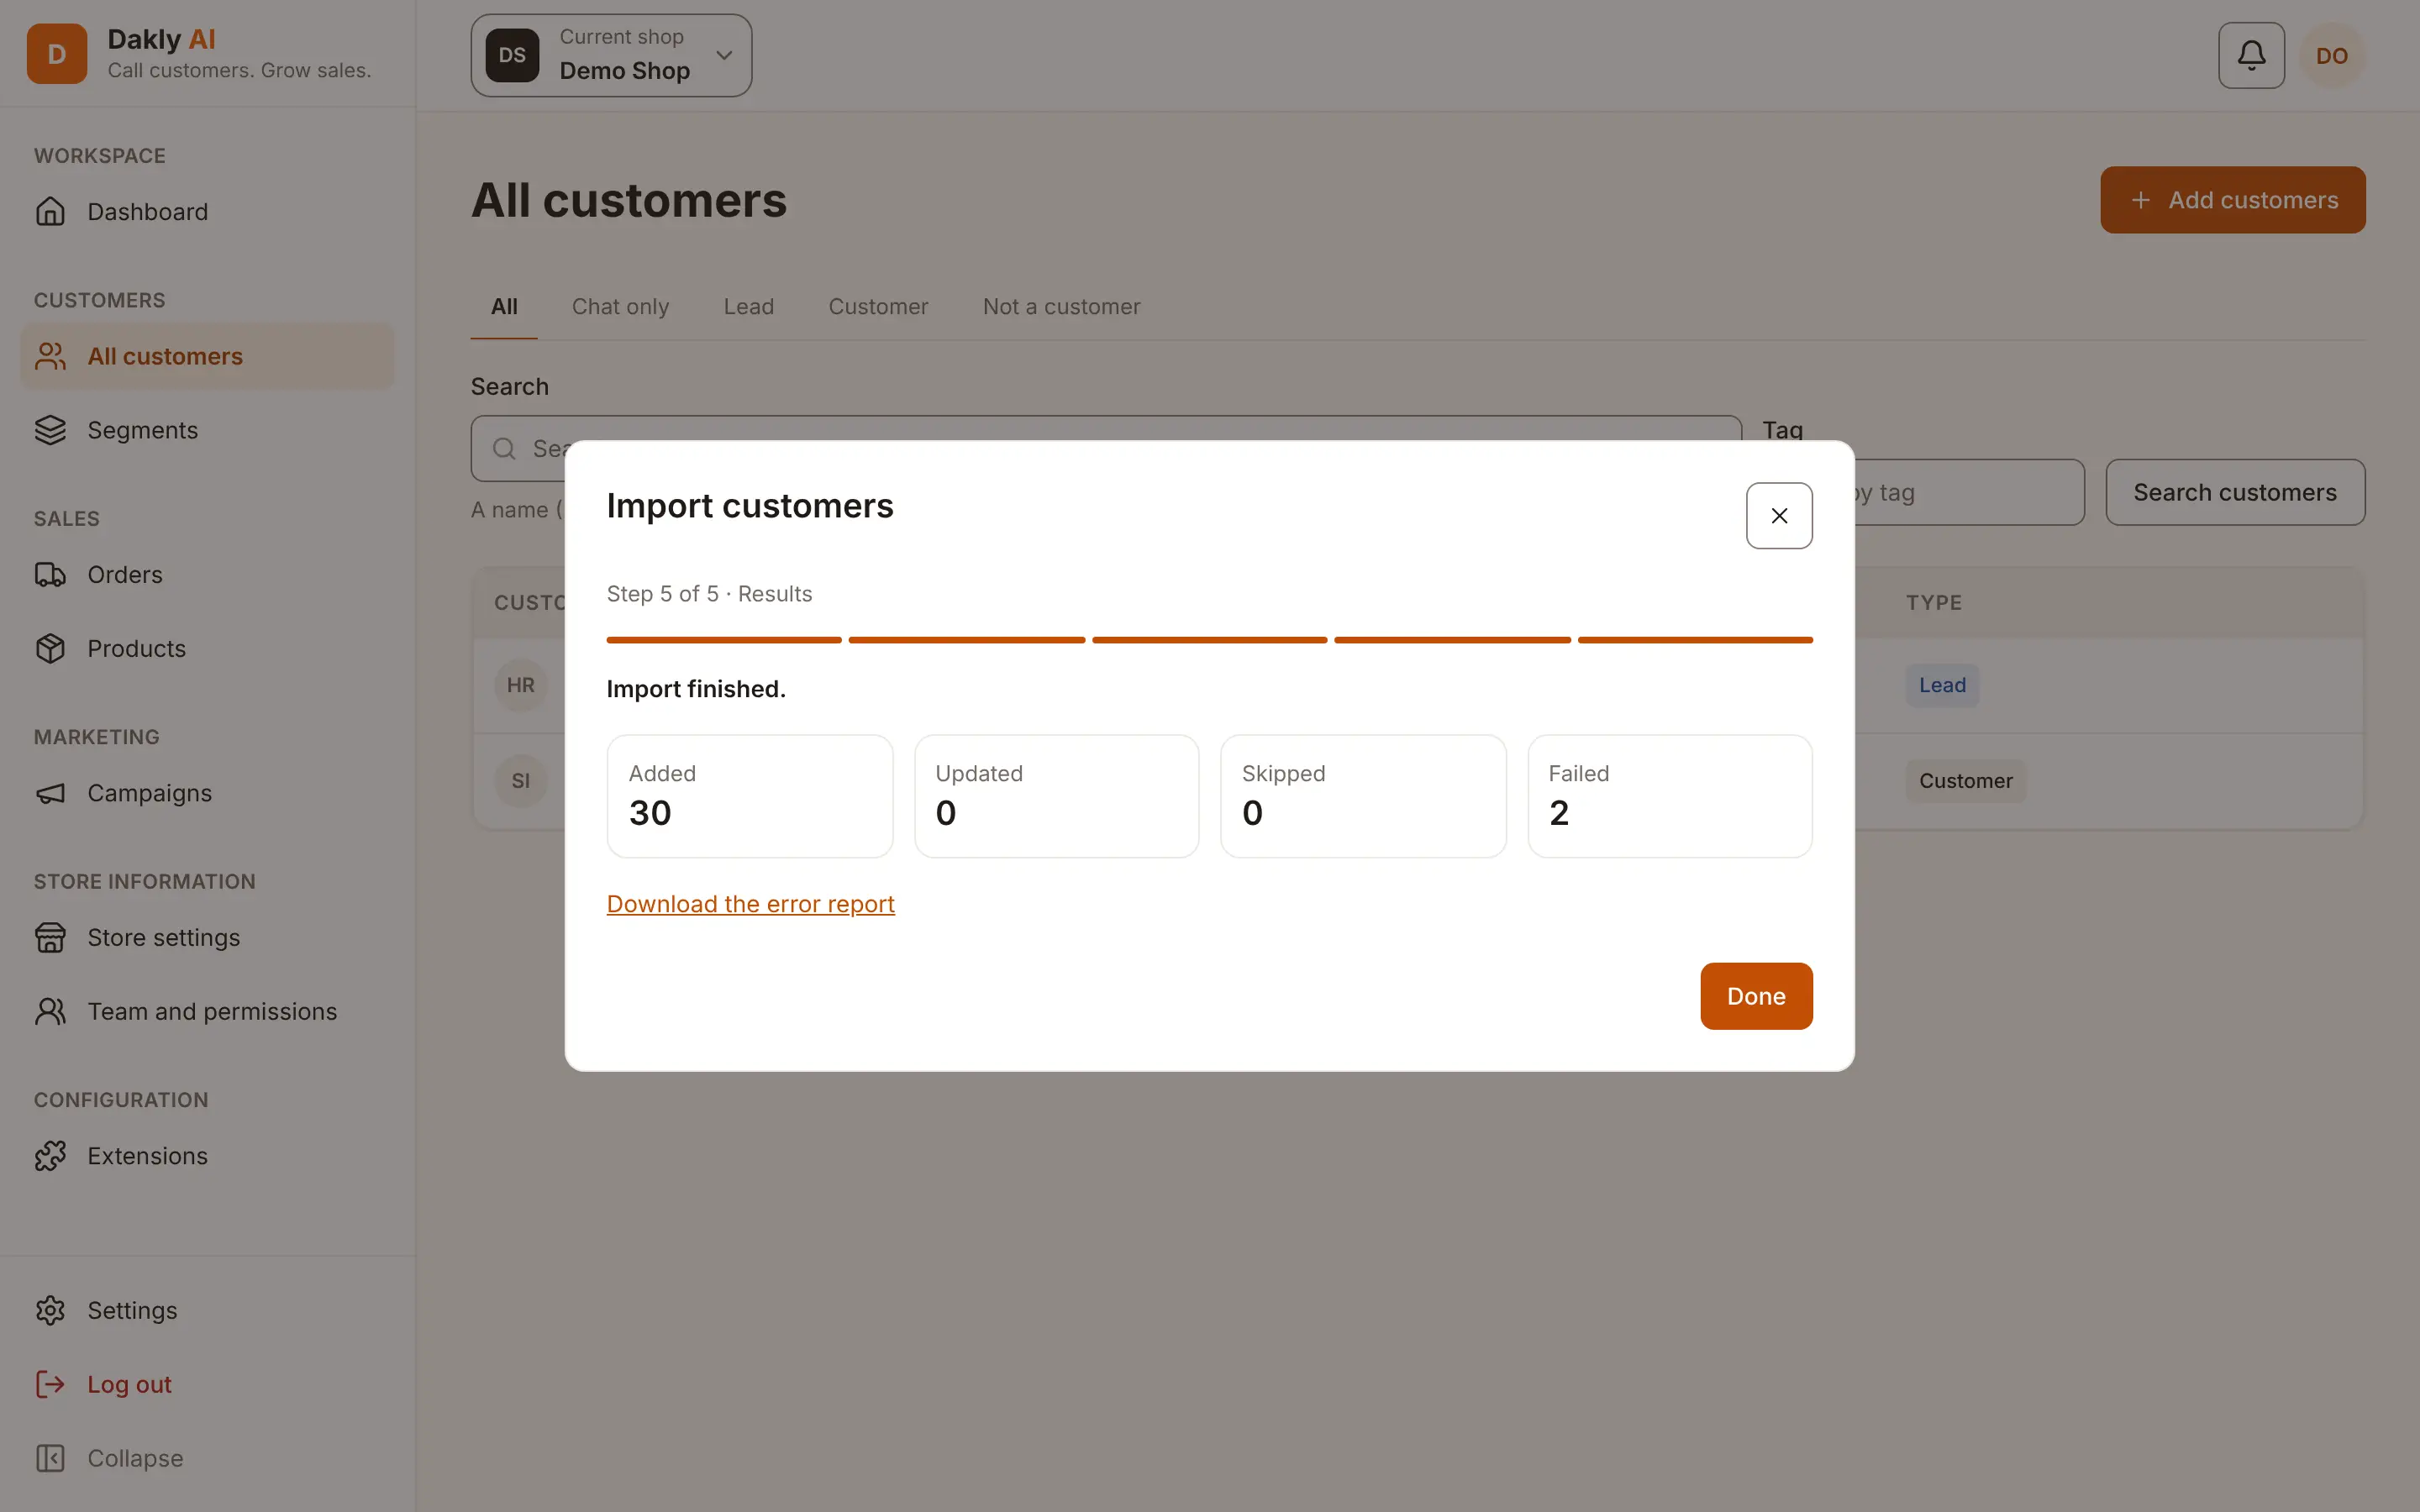 D
Dakly AI
Call customers. Grow sales.
DS
Current shop
Demo Shop
DO
WORKSPACE
Dashboard
CUSTOMERS
All customers
Segments
SALES
Orders
Products
MARKETING
Campaigns
STORE INFORMATION
Store settings
Team and permissions
CONFIGURATION
Extensions
Settings
Log out
Collapse
All customers
+ Add customers
All
Chat only
Lead
Customer
Not a customer
Search
Tag
by tag
Search customers
A name (
TYPE
HR
Lead
SI
Customer
Import customers
Step 5 of 5 · Results
Import finished.
Added
30
Updated
0
Skipped
0
Failed
2
Download the error report
Done